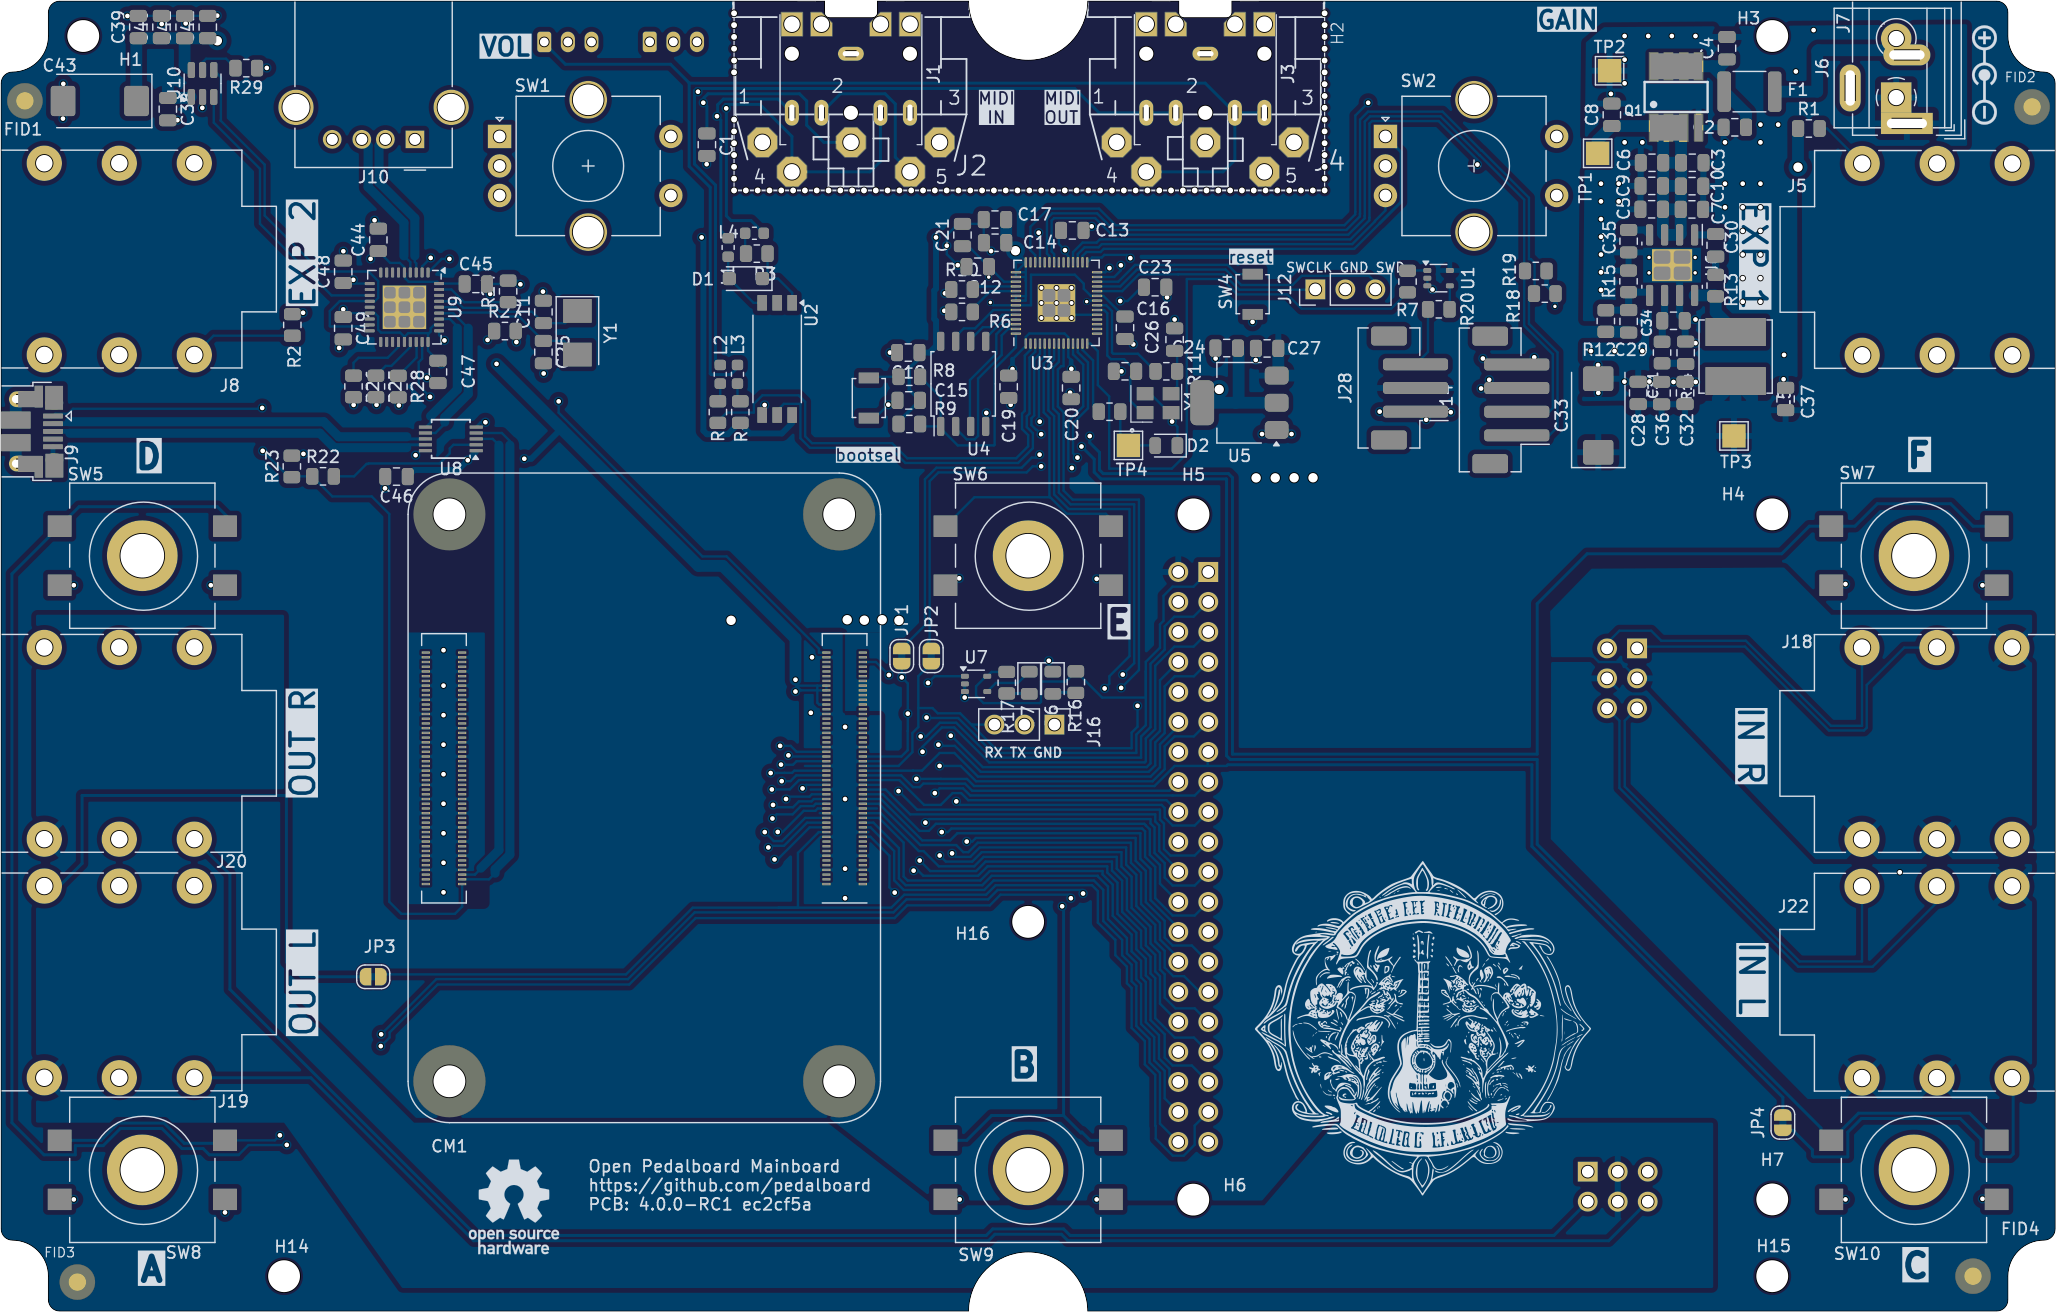 C39
C43
H1
J10
R29
C38
FID1
VOL
SW1
J10
C1
J1
2
1
3
MIDI
IN
MIDI
OUT
4
J2
5
J3
2
1
3
4
5
H2
4
SW2
GAIN
TP2
C4
H3
J7
J6
FID2
Q1
C8
F1
R1
TP1
C6
C3
C9
C10
C5
C7
J5
EXP 2
C44
C48
C45
U9
R27
C49
R2
C47
R28
C11
C25
Y1
J8
L4
D1
R3
U2
L2
L3
C21
C17
C14
C13
R10
C12
R6
U3
R8
C15
R9
C19
U4
C20
C23
C16
C26
C24
R11
C27
U5
D2
TP4
H5
reset
SW4
J12
SWCLK GND SWD
R7
R20
U1
R19
R18
J28
C33
C35
R15
C30
R13
EXP 1
R12
C29
C34
C28
C36
C32
C37
TP3
H4
J9
D
SW5
R23
R22
C46
U8
bootsel
SW6
SW7
F
E
JP1
JP2
U7
R17
R16
J16
RX TX GND
J18
OUT R
IN R
J20
J22
OUT L
IN L
JP3
H16
J19
CM1
B
JP4
H7
H6
Open Pedalboard Mainboard
https://github.com/pedalboard
PCB: 4.0.0-RC1 ec2cf5a
open source
hardware
FID3
A
SW8
H14
SW9
H15
SW10
C
FID4